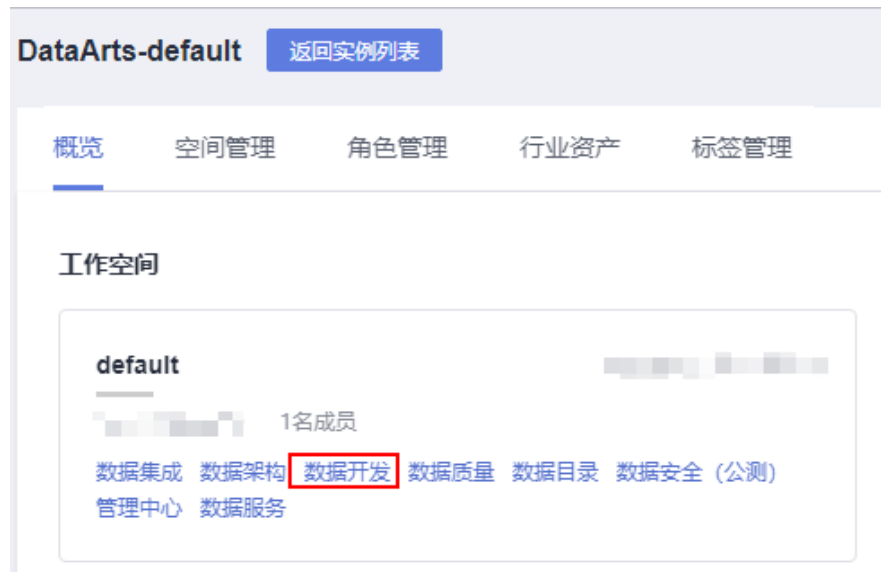 DataArts-default 返回实例列表
概览 空间管理 角色管理 行业资产 标签管理
工作空间
default
1名成员
数据集成 数据架构 数据开发 数据质量 数据目录 数据安全 (公测)
管理中心 数据服务